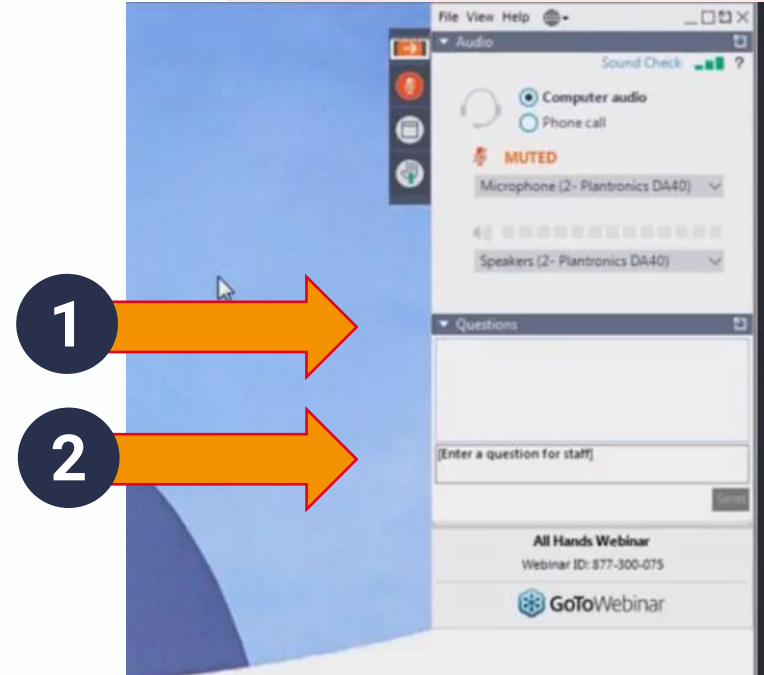 File View Help
Audio
Sound Check ?
Computer audio
Phone call
MUTED
Microphone (2- Plantronics DA40)
Speakers (2- Plantronics DA40)
1
Questions
2
[Enter a question for staff]
Send
All Hands Webinar
Webinar ID: 877-300-075
GoToWebinar